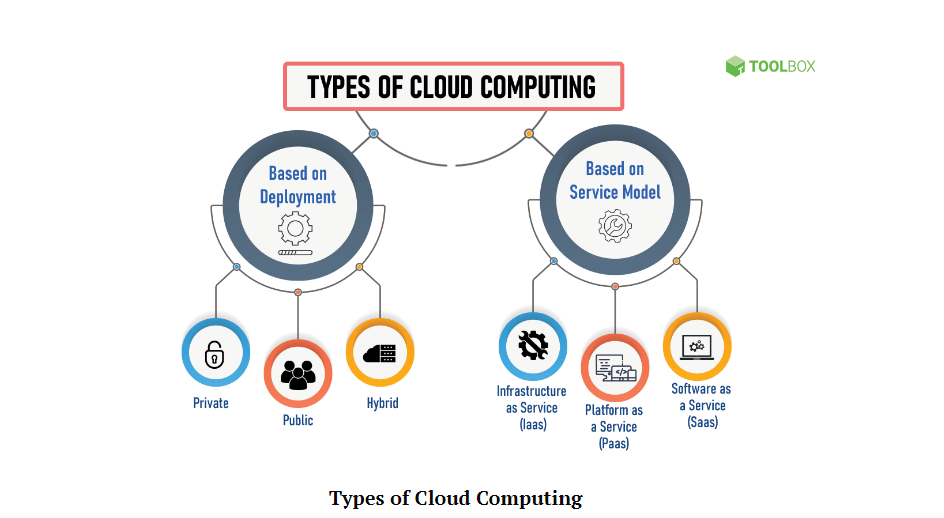 TOOLBOX
TYPES OF CLOUD COMPUTING
Based on
Deployment
Based on
Service Model
Private
Public
Hybrid
Infrastructure
as Service
(Iaas)
Platform as
a Service
(Paas)
Software as
a Service
(Saas)
Types of Cloud Computing